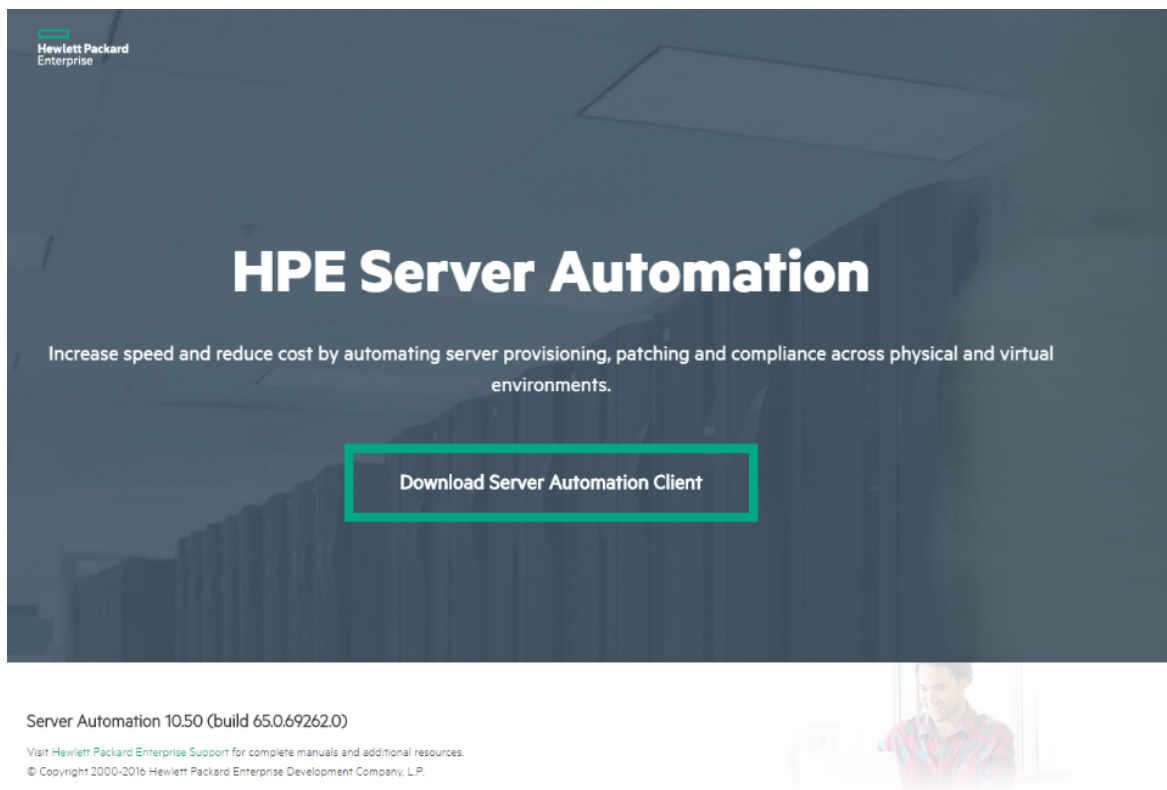 Hewlett Packard
Enterprise
HPE Server Automation
Increase speed and reduce cost by automating server provisioning, patching and compliance across physical and virtual
environments.
Download Server Automation Client
Server Automation 10.50 (build 65.0.69262.0)
Visit Hewlett Packard Enterprise Support for complete manuals and additional resources.
© Copyright 2000-2016 Hewlett Packard Enterprise Development Company, L.P.